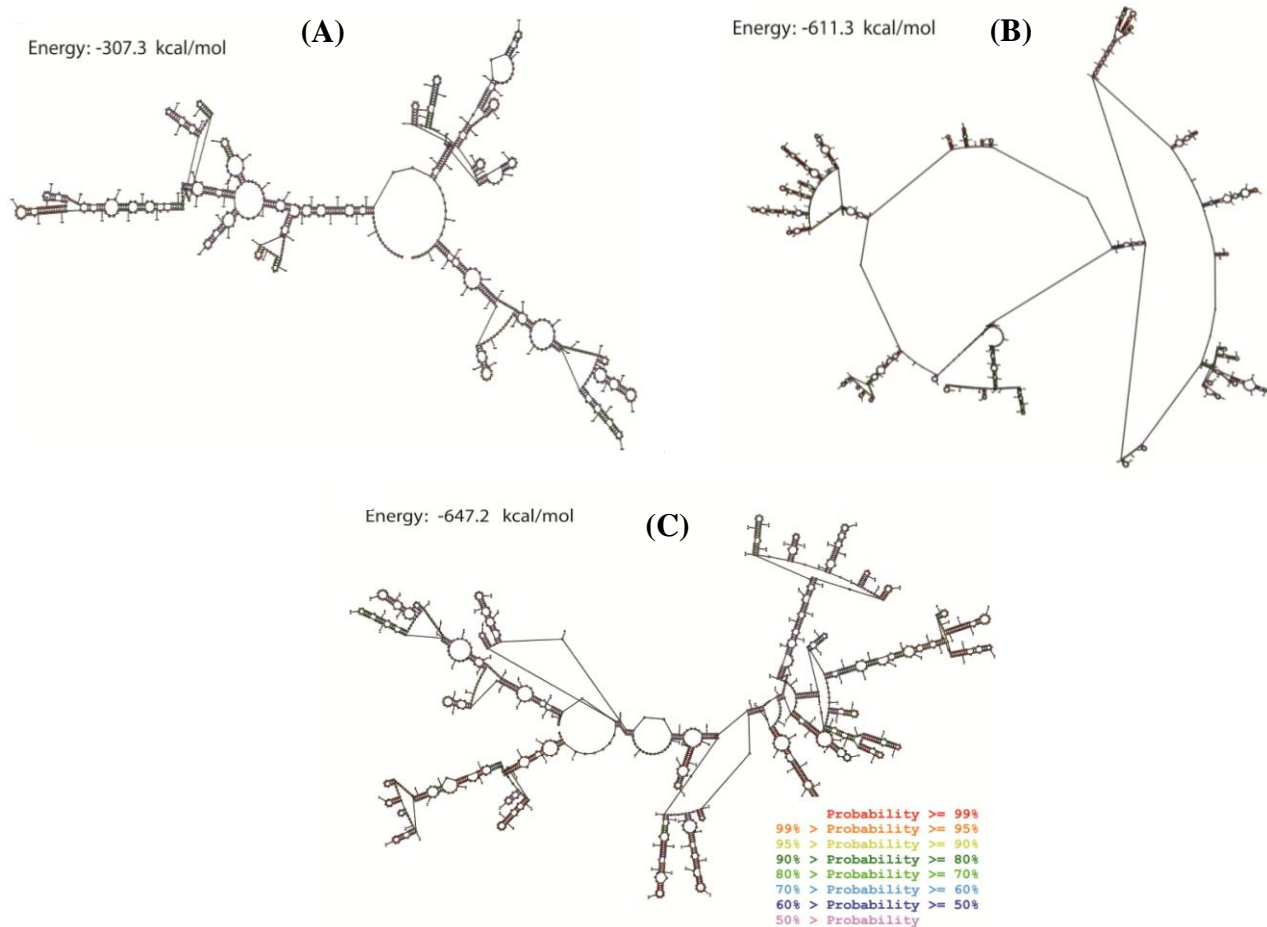 (A)
Energy: -307.3 kcal/mol
(B)
Energy: -611.3 kcal/mol
Energy: -647.2 kcal/mol
(C)
Probability >= 99%
99% > Probability >= 95%
95% > Probability >= 90%
90% > Probability >= 80%
80% > Probability >= 70%
70% > Probability >= 60%
60% > Probability >= 50%
50% > Probability